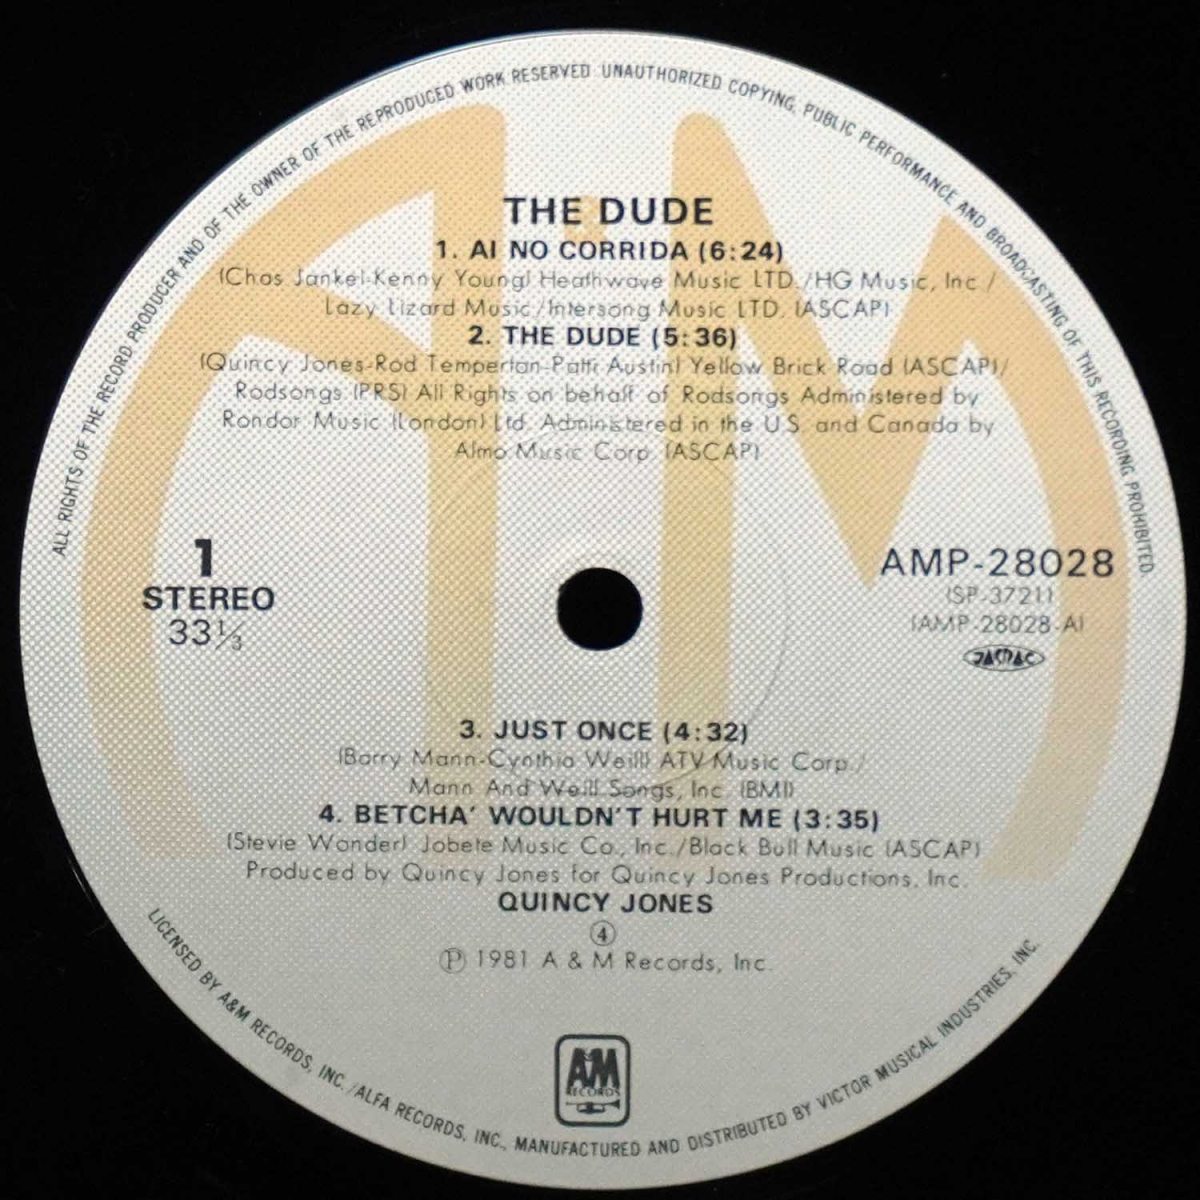 ALL RIGHTS OF THE RECORD PRODUCER AND OF THE OWNER OF THE REPRODUCED WORK RESERVED UNAUTHORIZED COPYING, PUBLIC PERFORMANCE AND BROADCASTING OF THIS RECORDING PROHIBITED.
THE DUDE
1. AI NO CORRIDA (6:24)
(Chas Jankel-Kenny Young) Heathwave Music LTD./HG Music, Inc./
Lazy Lizard Music/Intersong Music LTD. (ASCAP)
2. THE DUDE (5:36)
(Quincy Jones-Rod Temperton-Patti Austin) Yellow Brick Road (ASCAP)/
Rodsongs (PRS) All Rights on behalf of Rodsongs Administered by
Rondor Music (London) Ltd. Administered in the U.S. and Canada by
Almo Music Corp. (ASCAP)
1
STEREO
33⅓
AMP-28028
(SP-3721)
(AMP-28028-A)
JASRAC
3. JUST ONCE (4:32)
(Barry Mann-Cynthia Weill) ATV Music Corp./
Mann And Weill Songs, Inc. (BMI)
4. BETCHA' WOULDN'T HURT ME (3:35)
(Stevie Wonder) Jobete Music Co., Inc./Black Bull Music (ASCAP)
Produced by Quincy Jones for Quincy Jones Productions, Inc.
QUINCY JONES
④
Ⓟ 1981 A & M Records, Inc.
A&M
RECORDS
LICENSED BY A&M RECORDS, INC./ALFA RECORDS, INC., MANUFACTURED AND DISTRIBUTED BY VICTOR MUSICAL INDUSTRIES, INC.